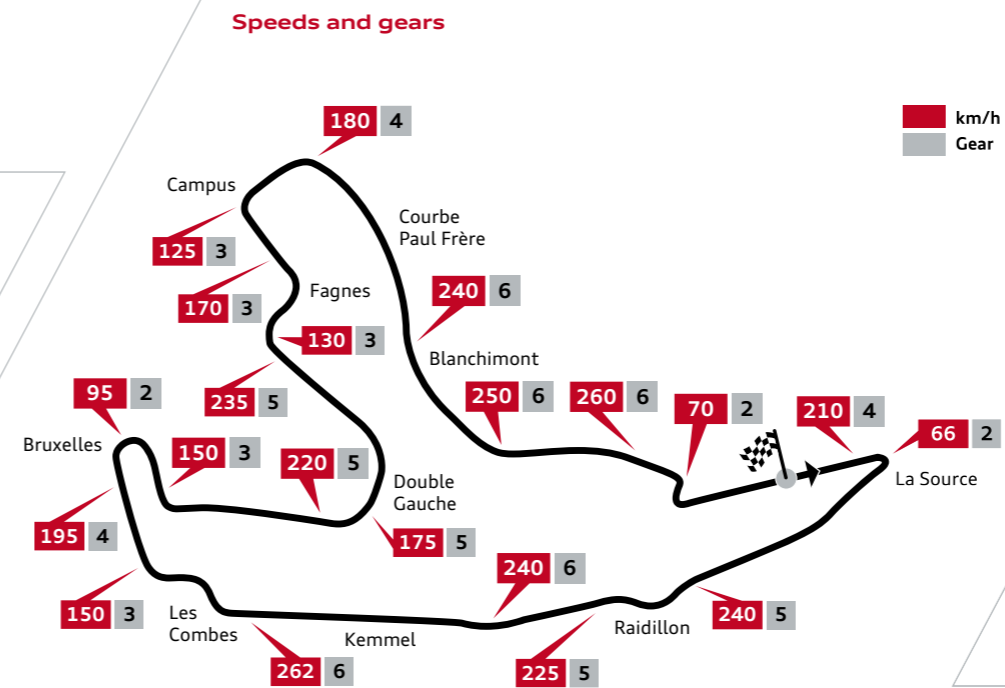 Speeds and gears
km/h
Gear
180 4
Campus
125 3
Courbe
Paul Frère
170 3
Fagnes
240 6
130 3
Blanchimont
235 5
95 2
250 6
260 6
70 2
210 4
66 2
Bruxelles
150 3
220 5
Double
Gauche
La Source
195 4
175 5
240 6
150 3
Les
Combes
Kemmel
Raidillon
240 5
262 6
225 5